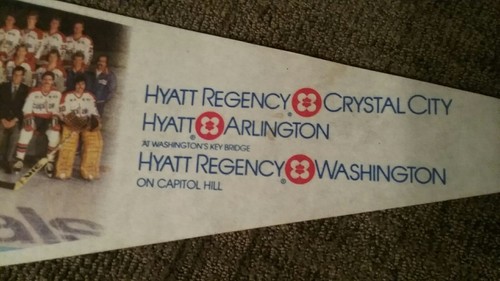 HYATT REGENCY CRYSTAL CITY
HYATT ARLINGTON
AT WASHINGTON'S KEY BRIDGE
HYATT REGENCY WASHINGTON
ON CAPITOL HILL